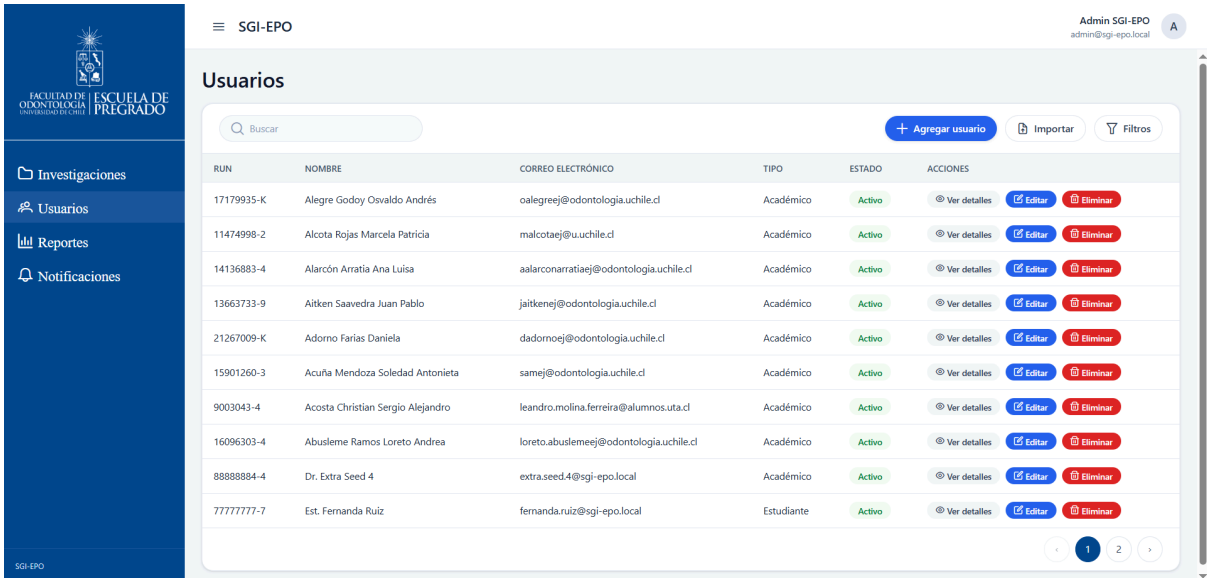 FACULTAD DE ODONTOLOGÍA UNIVERSIDAD DE CHILE
ESCUELA DE PREGRADO
SGI-EPO
Admin SGI-EPO
admin@sgi-epo.local
A
Investigaciones
Usuarios
Reportes
Notificaciones
SGI-EPO
Usuarios
Buscar
Agregar usuario Importar Filtros
RUN NOMBRE CORREO ELECTRÓNICO TIPO ESTADO ACCIONES
17179935-K Alegre Godoy Osvaldo Andrés oalegreej@odontologia.uchile.cl Académico Activo Ver detalles Editar Eliminar
11474998-2 Alcota Rojas Marcela Patricia malcotaej@u.uchile.cl Académico Activo Ver detalles Editar Eliminar
14136883-4 Alarcón Arratia Ana Luisa aalarconarratiaej@odontologia.uchile.cl Académico Activo Ver detalles Editar Eliminar
13663733-9 Aitken Saavedra Juan Pablo jaitkenej@odontologia.uchile.cl Académico Activo Ver detalles Editar Eliminar
21267009-K Adorno Farias Daniela dadornoej@odontologia.uchile.cl Académico Activo Ver detalles Editar Eliminar
15901260-3 Acuña Mendoza Soledad Antonieta samej@odontologia.uchile.cl Académico Activo Ver detalles Editar Eliminar
9003043-4 Acosta Christian Sergio Alejandro leandro.molina.ferreira@alumnos.uta.cl Académico Activo Ver detalles Editar Eliminar
16096303-4 Abusleme Ramos Loreto Andrea loreto.abuslemeej@odontologia.uchile.cl Académico Activo Ver detalles Editar Eliminar
88888884-4 Dr. Extra Seed 4 extra.seed.4@sgi-epo.local Académico Activo Ver detalles Editar Eliminar
77777777-7 Est. Fernanda Ruiz fernanda.ruiz@sgi-epo.local Estudiante Activo Ver detalles Editar Eliminar
‹ 1 2 ›